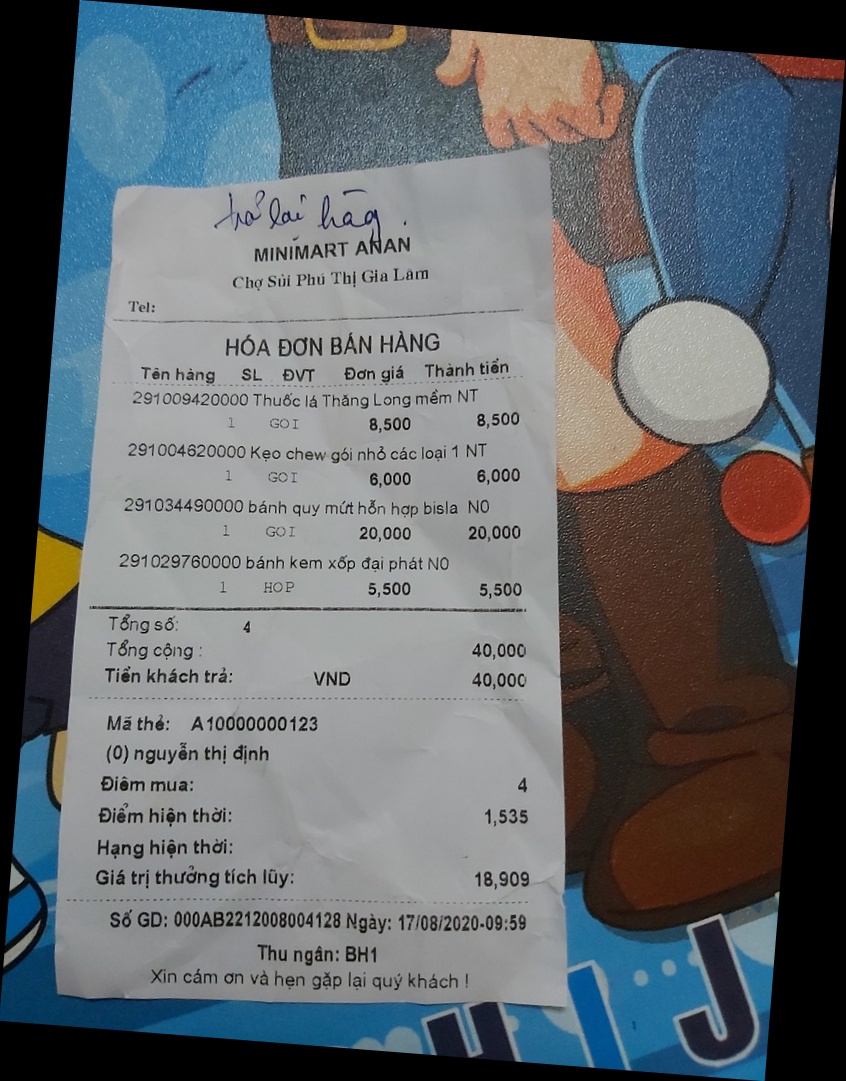 trả lại hàng.
MINIMART ANAN
Chợ Sủi Phú Thị Gia Lâm
Tel:
HÓA ĐƠN BÁN HÀNG
Tên hàng SL ĐVT Đơn giá Thành tiền
291009420000 Thuốc lá Thăng Long mềm NT
1 GOI 8,500 8,500
291004620000 Kẹo chew gói nhỏ các loại 1 NT
1 GOI 6,000 6,000
291034490000 bánh quy mứt hỗn hợp bisla N0
1 GOI 20,000 20,000
291029760000 bánh kem xốp đại phát N0
1 HOP 5,500 5,500
Tổng số: 4
Tổng cộng : 40,000
Tiền khách trả: VND 40,000
Mã thẻ: A10000000123
(0) nguyễn thị định
Điểm mua: 4
Điểm hiện thời: 1,535
Hạng hiện thời:
Giá trị thưởng tích lũy: 18,909
Số GD: 000AB2212008004128 Ngày: 17/08/2020-09:59
Thu ngân: BH1
Xin cám ơn và hẹn gặp lại quý khách !
H I J